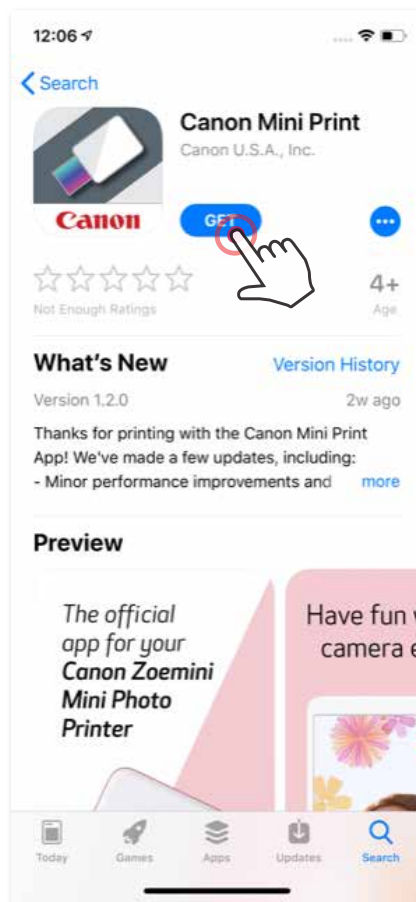 12:06
Search
Canon Mini Print
Canon U.S.A., Inc.
Canon
GET
Not Enough Ratings
4+
Age
What's New
Version History
Version 1.2.0
2w ago
Thanks for printing with the Canon Mini Print
App! We've made a few updates, including:
- Minor performance improvements and more
Preview
The official
app for your
Canon Zoemini
Mini Photo
Printer
Have fun
camera e
Today
Games
Apps
Updates
Search